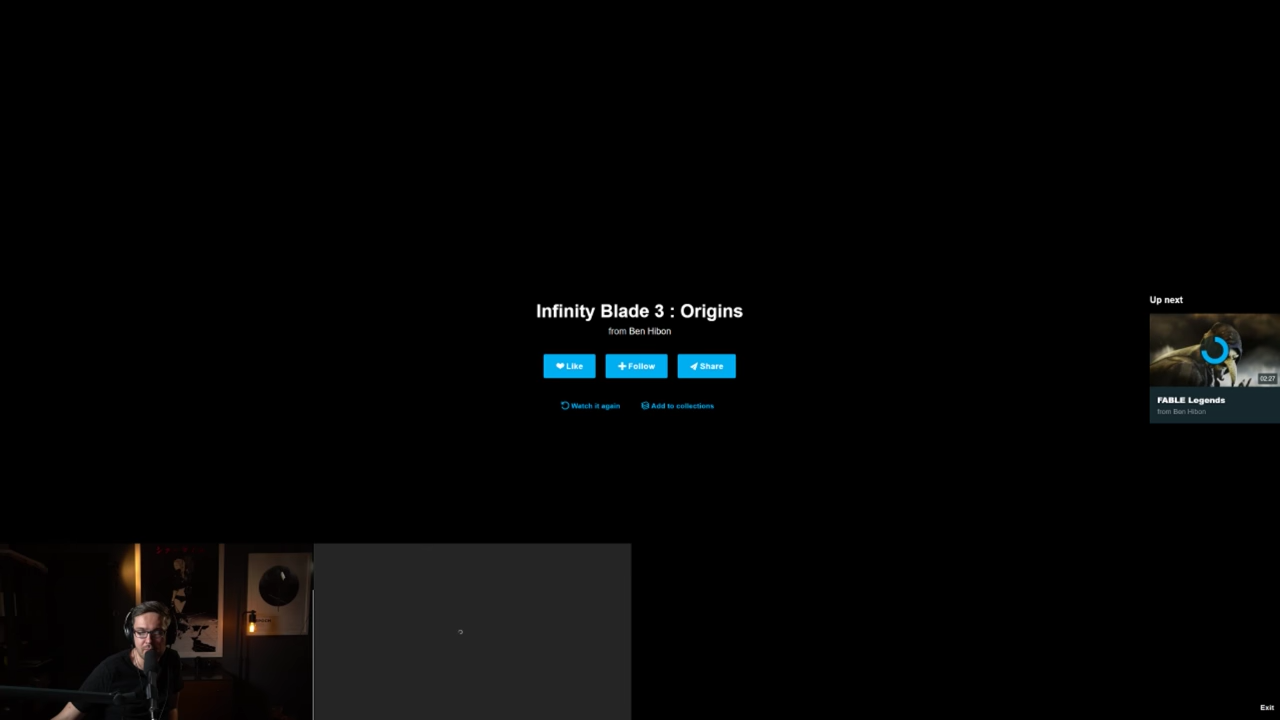 Infinity Blade 3 : Origins
from Ben Hibon
Like
Follow
Share
Watch it again
Add to collections
Up next
02:27
FABLE Legends
from Ben Hibon
Exit